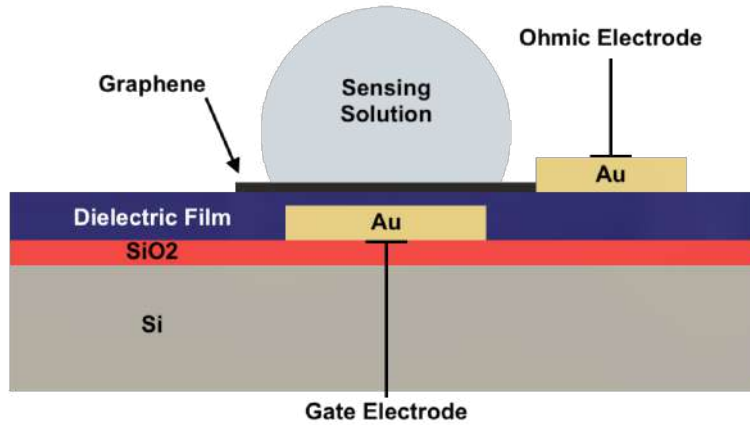 Ohmic Electrode
Graphene
Sensing
Solution
Au
Dielectric Film
Au
SiO2
Si
Gate Electrode